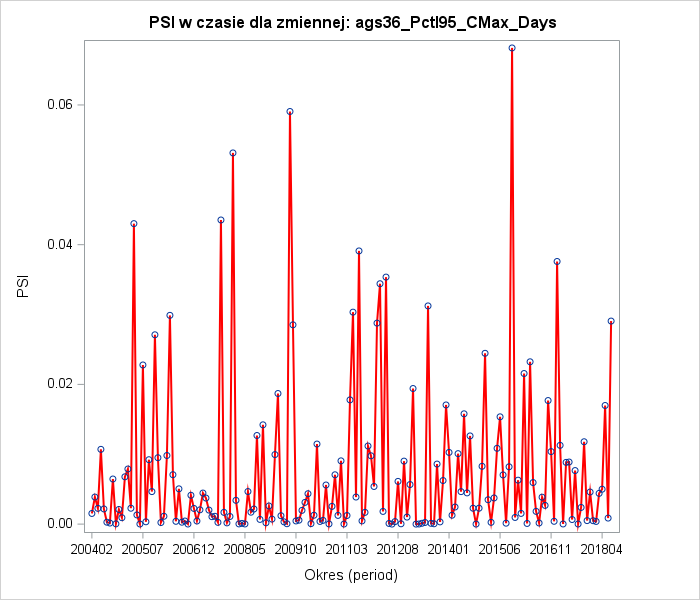 PSI w czasie dla zmiennej: ags36_Pctl95_CMax_Days
0.06
0.04
0.02
0.00
PSI
200402 200507 200612 200805 200910 201103 201208 201401 201506 201611 201804
Okres (period)